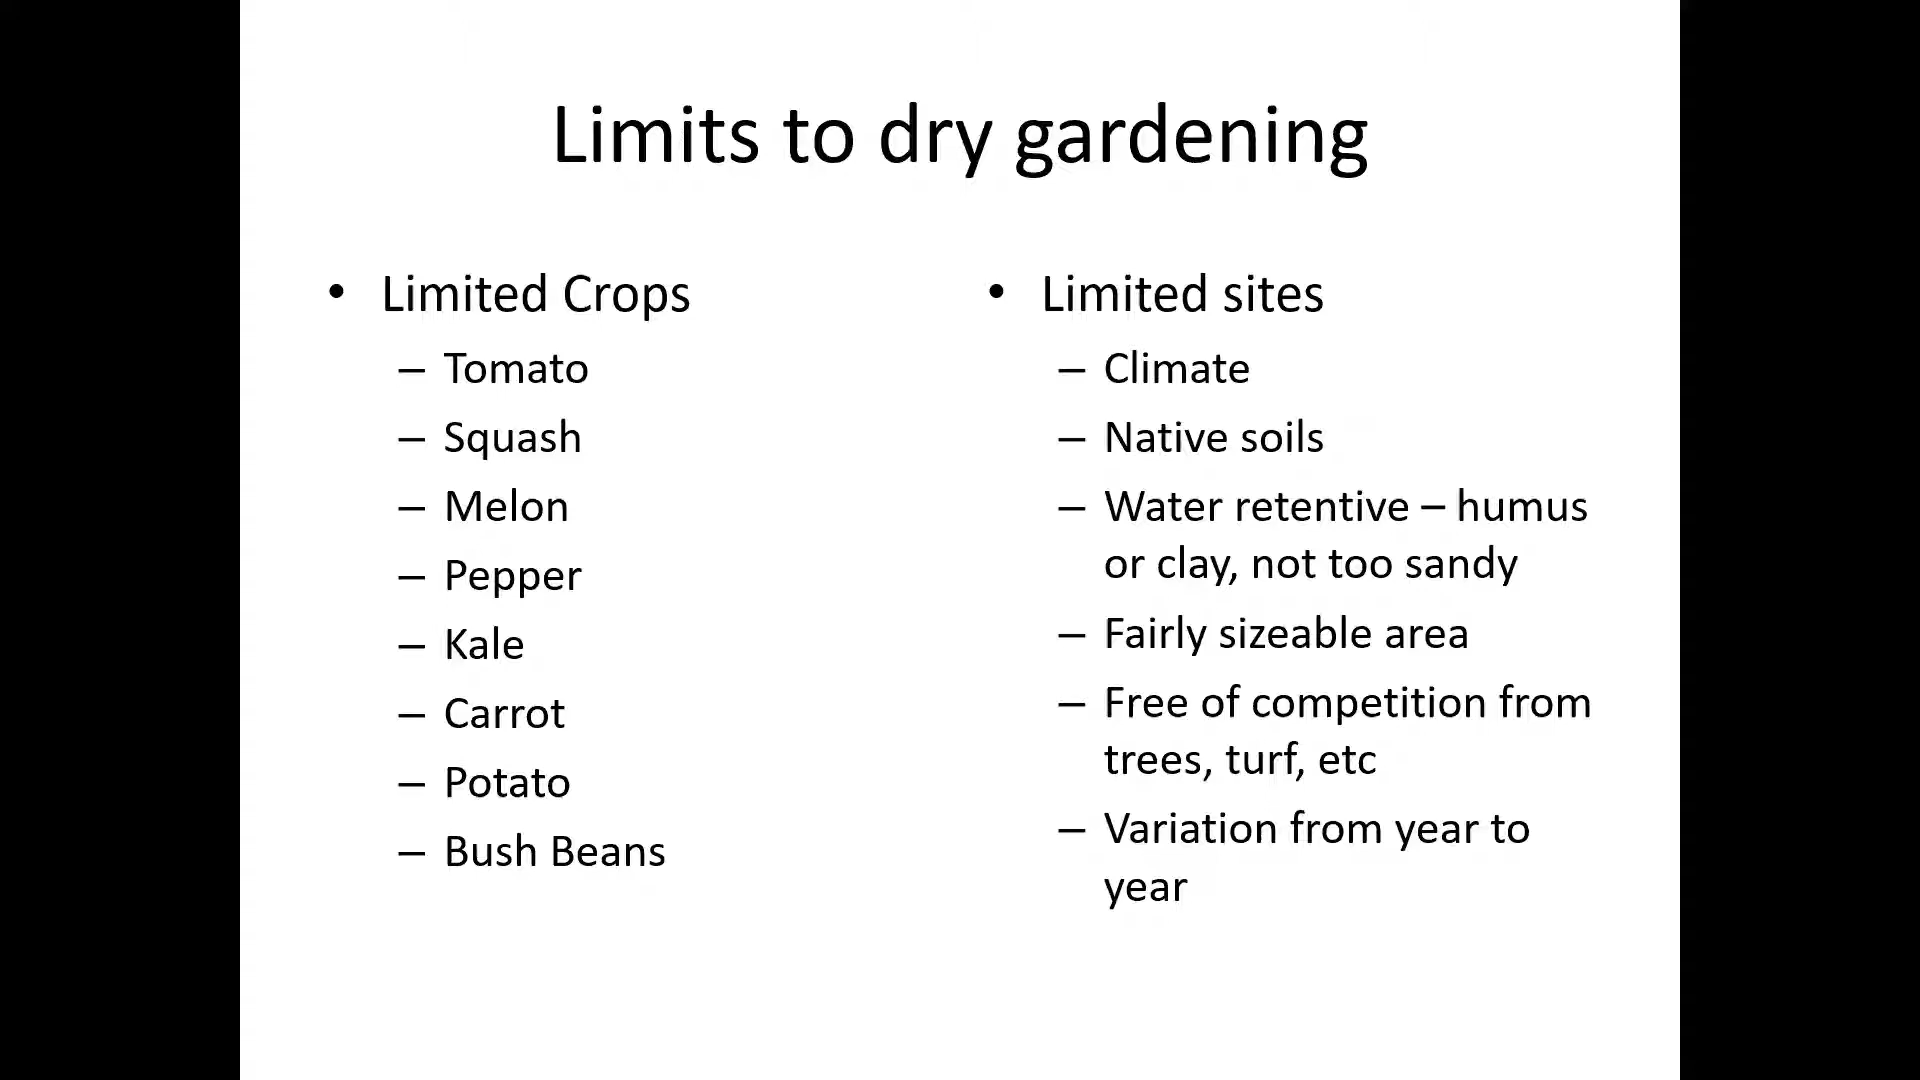 Limits to dry gardening
• Limited Crops
– Tomato
– Squash
– Melon
– Pepper
– Kale
– Carrot
– Potato
– Bush Beans
• Limited sites
– Climate
– Native soils
– Water retentive – humus
or clay, not too sandy
– Fairly sizeable area
– Free of competition from
trees, turf, etc
– Variation from year to
year